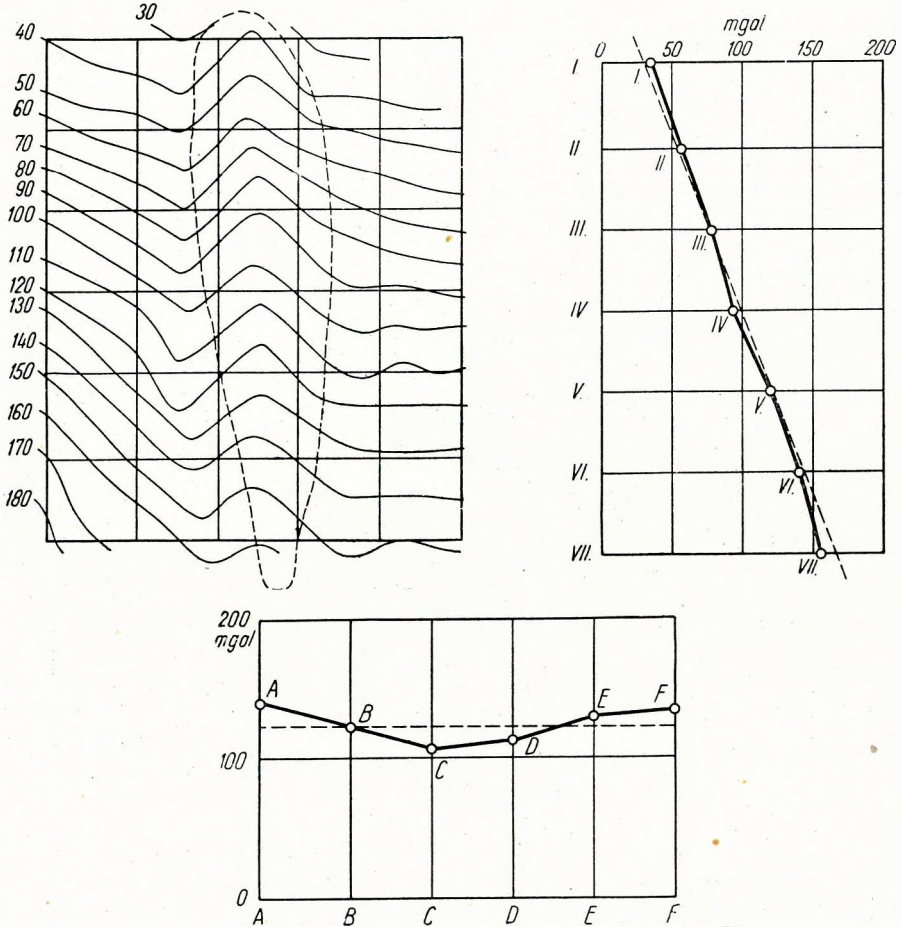 30
40
50
60
70
80
90
100
110
120
130
140
150
160
170
180
mgal
0 50 100 150 200
I
I.
II
II.
III.
III.
IV
IV
V.
V.
VI.
VI.
VII.
VII.
200
mgal
100
0
A
B
C
D
E
F
A B C D E F